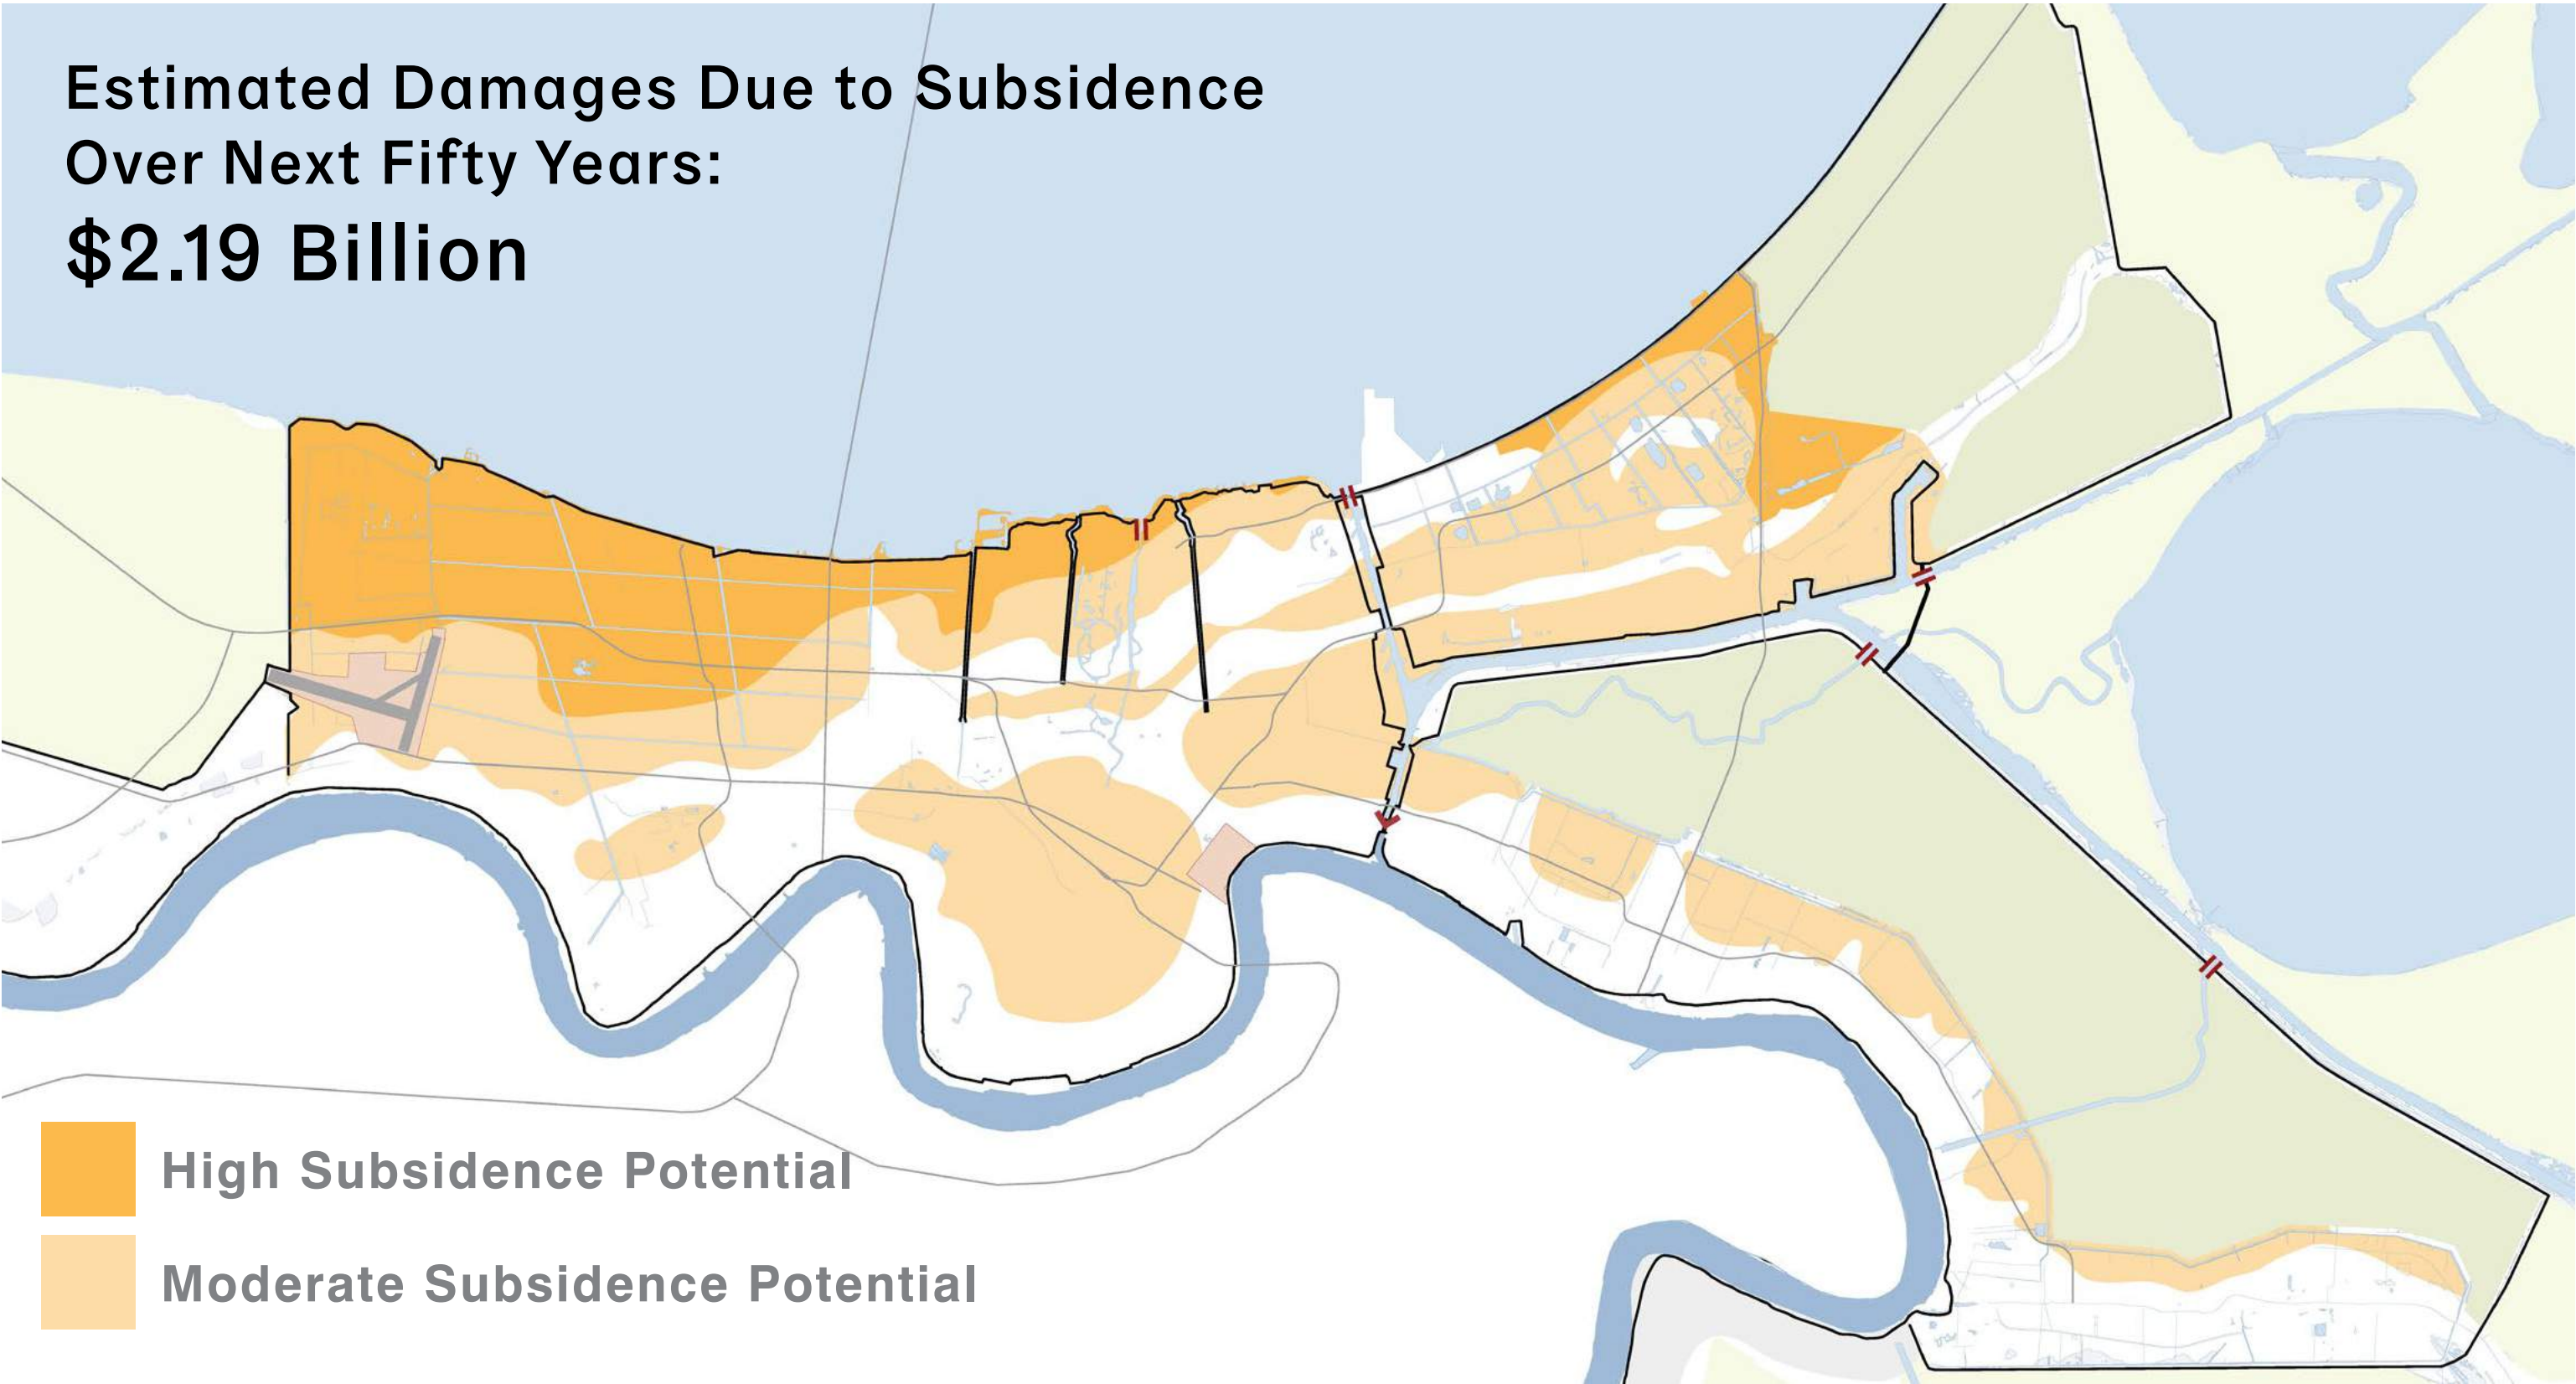 Estimated Damages Due to Subsidence
Over Next Fifty Years:
$2.19 Billion
High Subsidence Potential
Moderate Subsidence Potential